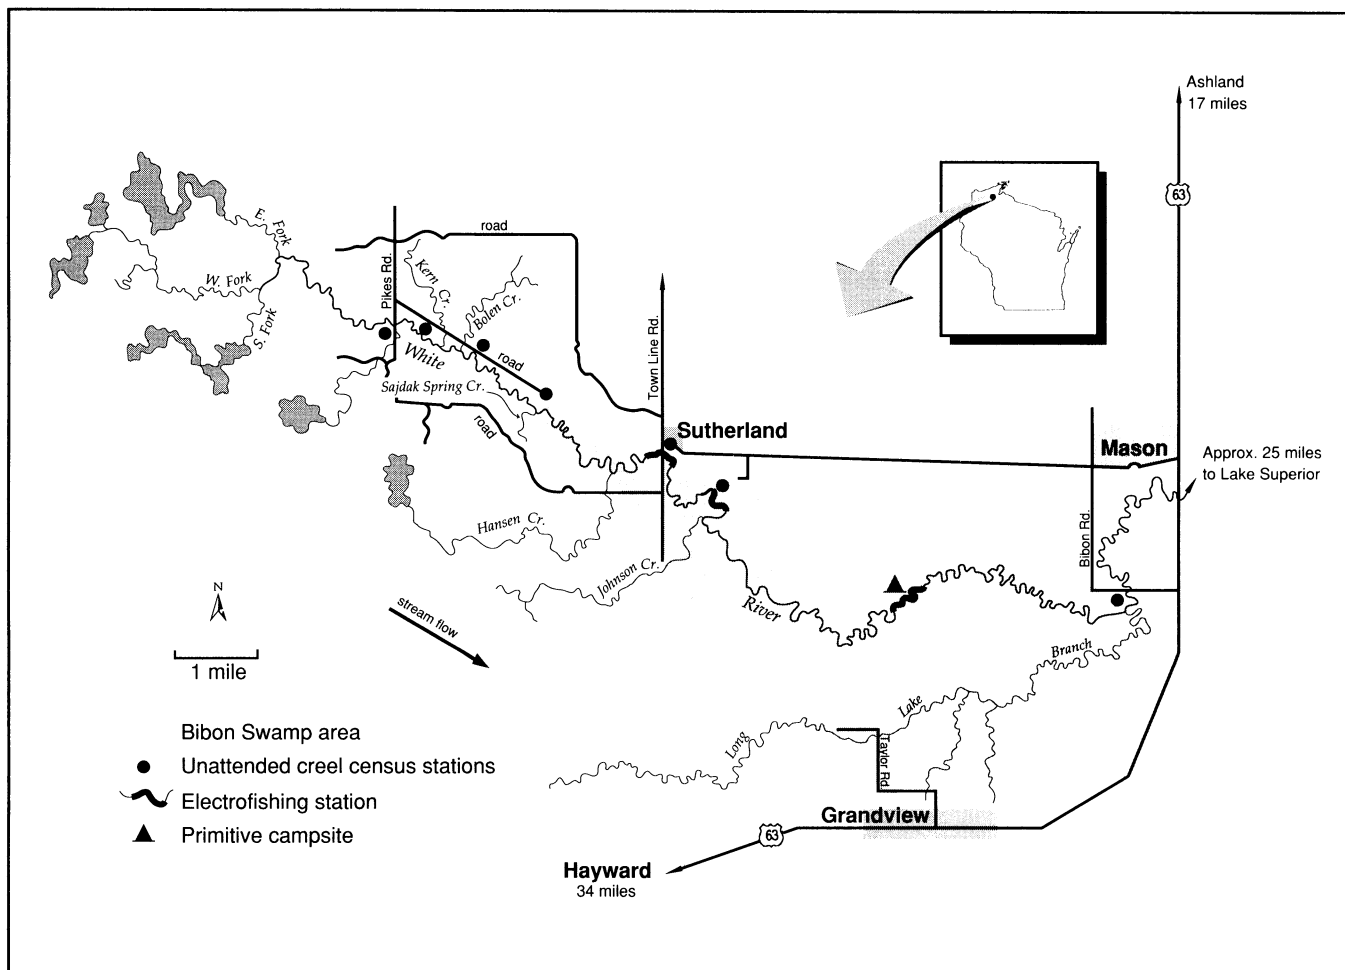 Ashland
17 miles
63
E. Fork
W. Fork
S. Fork
Pikes Rd.
road
Kern Cr.
Bolen Cr.
White
road
Sajdak Spring Cr.
road
Town Line Rd.
Sutherland
Mason
Approx. 25 miles
to Lake Superior
Bibon Rd.
Hansen Cr.
Johnson Cr.
River
N
1 mile
stream flow
Branch
Lake
Long
Taylor Rd.
Bibon Swamp area
Unattended creel census stations
Electrofishing station
Primitive campsite
Grandview
63
Hayward
34 miles